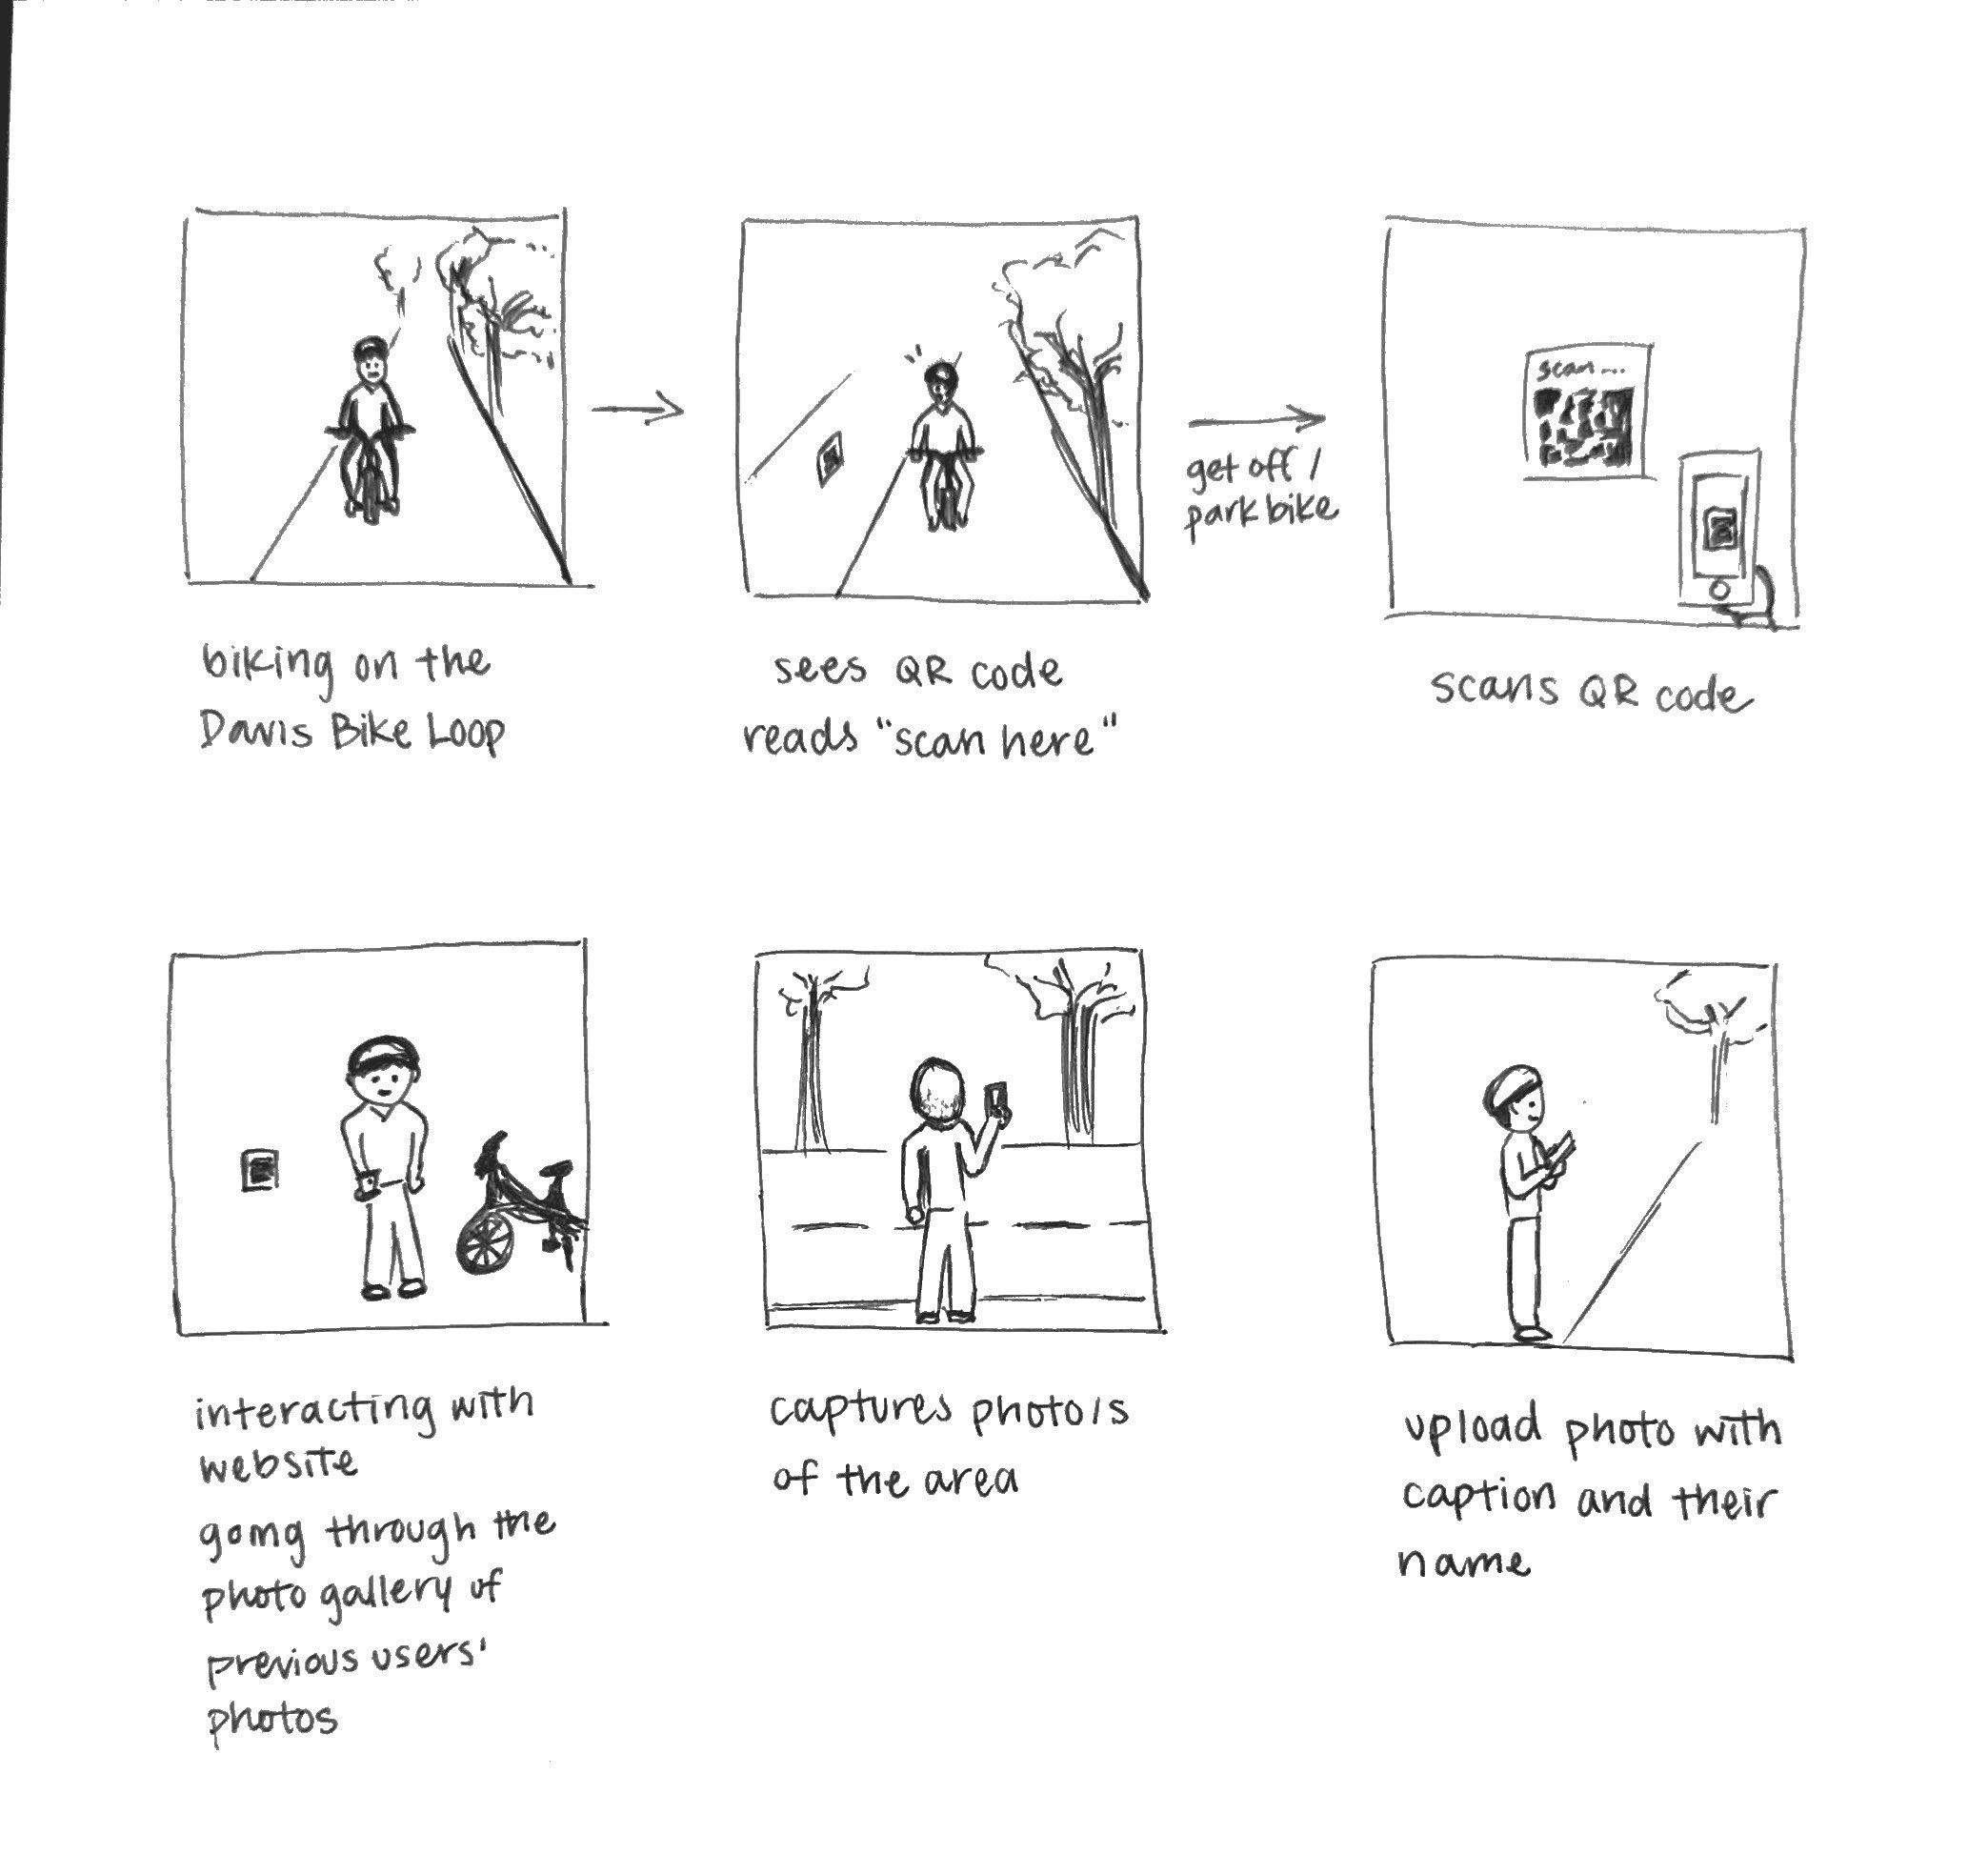 biking on the
Davis Bike Loop
sees QR code
reads "scan here"
get off /
park bike
scan...
scans QR code
interacting with
website
going through the
photo gallery of
previous users'
photos
captures photo/s
of the area
upload photo with
caption and their
name